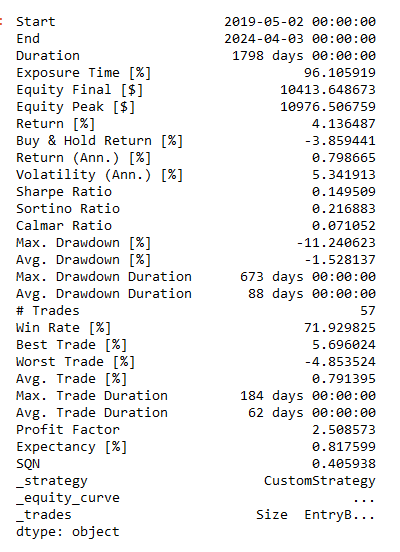 Start 2019-05-02 00:00:00
End 2024-04-03 00:00:00
Duration 1798 days 00:00:00
Exposure Time [%] 96.105919
Equity Final [$] 10413.648673
Equity Peak [$] 10976.506759
Return [%] 4.136487
Buy & Hold Return [%] -3.859441
Return (Ann.) [%] 0.798665
Volatility (Ann.) [%] 5.341913
Sharpe Ratio 0.149509
Sortino Ratio 0.216883
Calmar Ratio 0.071052
Max. Drawdown [%] -11.240623
Avg. Drawdown [%] -1.528137
Max. Drawdown Duration 673 days 00:00:00
Avg. Drawdown Duration 88 days 00:00:00
# Trades 57
Win Rate [%] 71.929825
Best Trade [%] 5.696024
Worst Trade [%] -4.853524
Avg. Trade [%] 0.791395
Max. Trade Duration 184 days 00:00:00
Avg. Trade Duration 62 days 00:00:00
Profit Factor 2.508573
Expectancy [%] 0.817599
SQN 0.405938
_strategy CustomStrategy
_equity_curve ...
_trades Size EntryB...
dtype: object